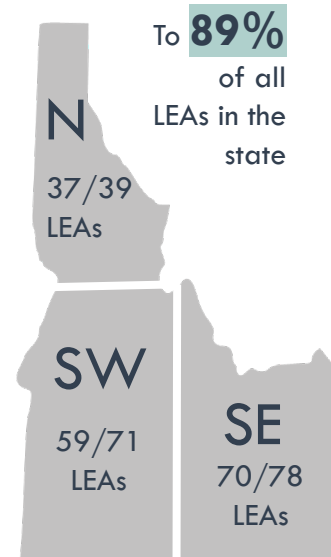 To 89%
of all
LEAs in the
state
N
37/39
LEAs
SW
59/71
LEAs
SE
70/78
LEAs